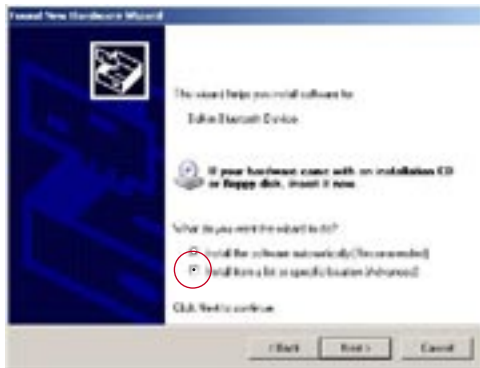 Found New Hardware Wizard
This wizard helps you install software for:
Belkin Bluetooth Device
If your hardware came with an installation CD
or floppy disk, insert it now.
What do you want the wizard to do?
Install the software automatically (Recommended)
Install from a list or specific location (Advanced)
Click Next to continue.
< Back
Next >
Cancel